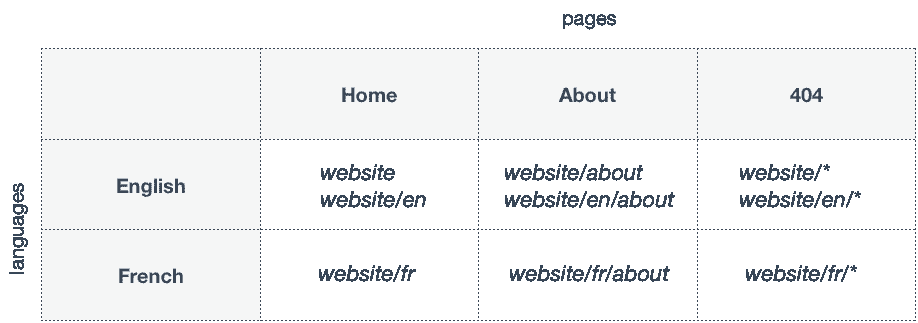 pages
Home About 404
languages
English website website/about website/*
website/en website/en/about website/en/*
French website/fr website/fr/about website/fr/*